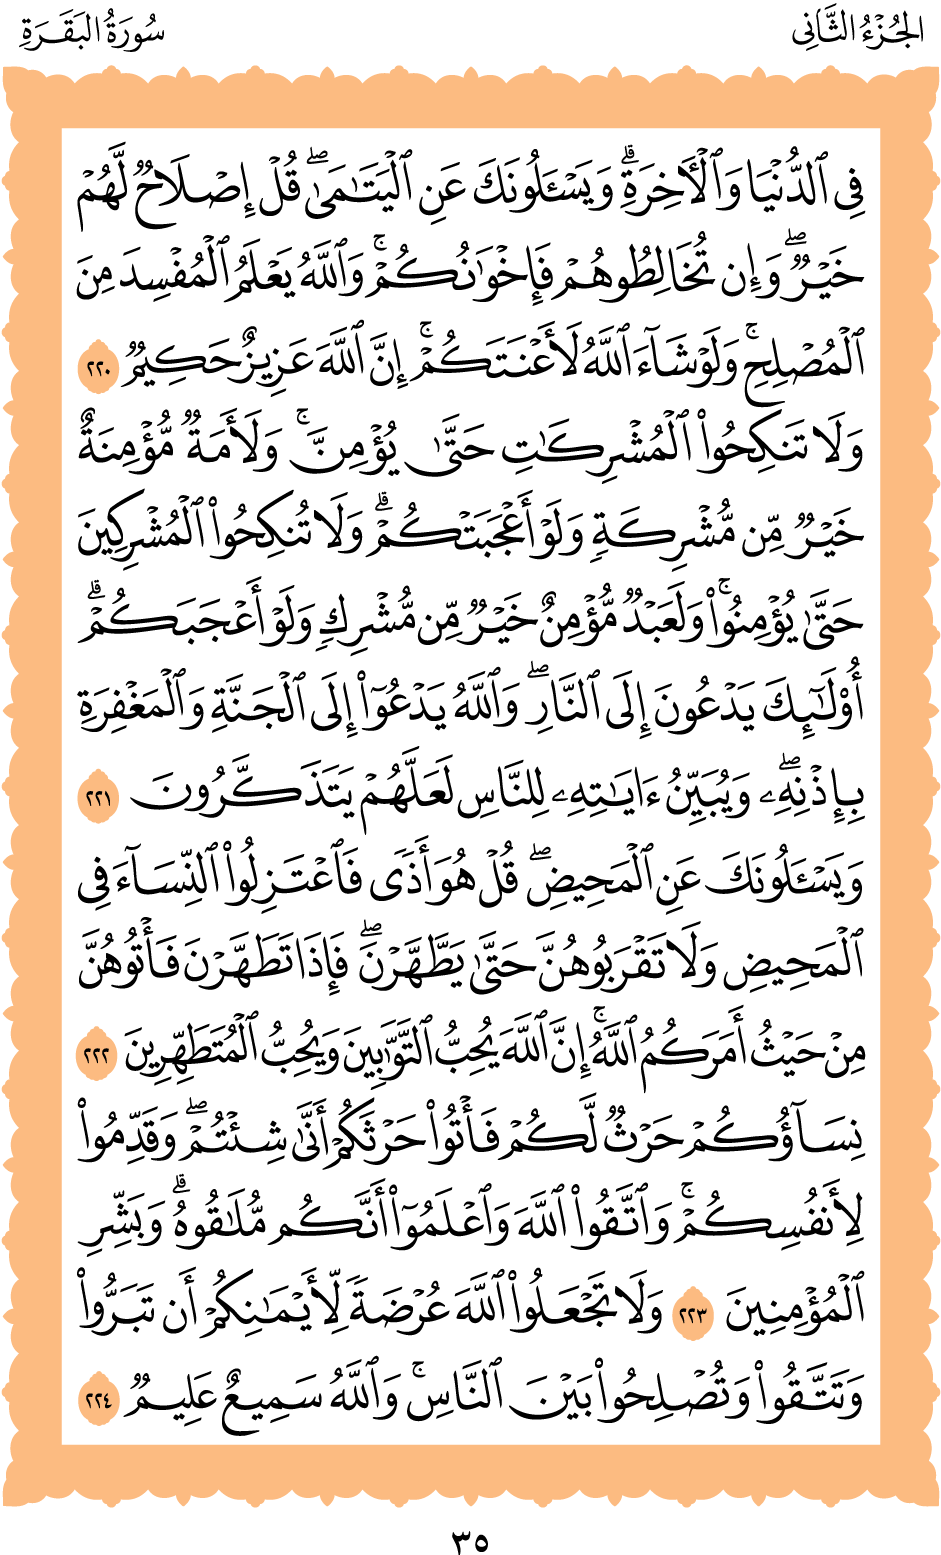 الجُزْءُ الثَّانِي
سُورَةُ البَقَرَةِ
فِي ٱلدُّنْيَا وَٱلْأٓخِرَةِۗ وَيَسْـَٔلُونَكَ عَنِ ٱلْيَتَٰمَىٰۖ قُلْ إِصْلَاحٌ لَّهُمْ
خَيْرٌۖ وَإِن تُخَالِطُوهُمْ فَإِخْوَٰنُكُمْۚ وَٱللَّهُ يَعْلَمُ ٱلْمُفْسِدَ مِنَ
ٱلْمُصْلِحِۚ وَلَوْ شَآءَ ٱللَّهُ لَأَعْنَتَكُمْۚ إِنَّ ٱللَّهَ عَزِيزٌ حَكِيمٌ ٢٢٠
وَلَا تَنكِحُوا۟ ٱلْمُشْرِكَٰتِ حَتَّىٰ يُؤْمِنَّۚ وَلَأَمَةٌ مُّؤْمِنَةٌ
خَيْرٌ مِّن مُّشْرِكَةٍ وَلَوْ أَعْجَبَتْكُمْۗ وَلَا تُنكِحُوا۟ ٱلْمُشْرِكِينَ
حَتَّىٰ يُؤْمِنُوا۟ۚ وَلَعَبْدٌ مُّؤْمِنٌ خَيْرٌ مِّن مُّشْرِكٍ وَلَوْ أَعْجَبَكُمْۗ
أُو۟لَٰٓئِكَ يَدْعُونَ إِلَى ٱلنَّارِۖ وَٱللَّهُ يَدْعُوٓا۟ إِلَى ٱلْجَنَّةِ وَٱلْمَغْفِرَةِ
بِإِذْنِهِۦۖ وَيُبَيِّنُ ءَايَٰتِهِۦ لِلنَّاسِ لَعَلَّهُمْ يَتَذَكَّرُونَ ٢٢١
وَيَسْـَٔلُونَكَ عَنِ ٱلْمَحِيضِۖ قُلْ هُوَ أَذًى فَٱعْتَزِلُوا۟ ٱلنِّسَآءَ فِي
ٱلْمَحِيضِ وَلَا تَقْرَبُوهُنَّ حَتَّىٰ يَطْهُرْنَۖ فَإِذَا تَطَهَّرْنَ فَأْتُوهُنَّ
مِنْ حَيْثُ أَمَرَكُمُ ٱللَّهُۚ إِنَّ ٱللَّهَ يُحِبُّ ٱلتَّوَّٰبِينَ وَيُحِبُّ ٱلْمُتَطَهِّرِينَ ٢٢٢
نِسَآؤُكُمْ حَرْثٌ لَّكُمْ فَأْتُوا۟ حَرْثَكُمْ أَنَّىٰ شِئْتُمْۖ وَقَدِّمُوا۟
لِأَنفُسِكُمْۚ وَٱتَّقُوا۟ ٱللَّهَ وَٱعْلَمُوٓا۟ أَنَّكُم مُّلَٰقُوهُۗ وَبَشِّرِ
ٱلْمُؤْمِنِينَ ٢٢٣ وَلَا تَجْعَلُوا۟ ٱللَّهَ عُرْضَةً لِّأَيْمَٰنِكُمْ أَن تَبَرُّوا۟
وَتَتَّقُوا۟ وَتُصْلِحُوا۟ بَيْنَ ٱلنَّاسِۚ وَٱللَّهُ سَمِيعٌ عَلِيمٌ ٢٢٤
٣٥